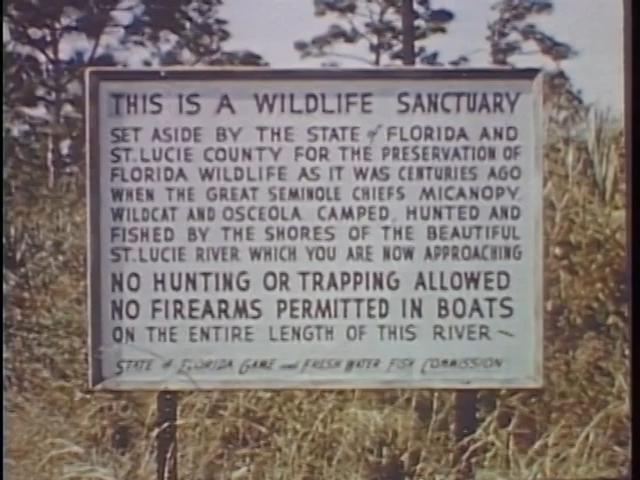 THIS IS A WILDLIFE SANCTUARY
SET ASIDE BY THE STATE of FLORIDA AND
ST. LUCIE COUNTY FOR THE PRESERVATION OF
FLORIDA WILDLIFE AS IT WAS CENTURIES AGO
WHEN THE GREAT SEMINOLE CHIEFS MICANOPY,
WILDCAT AND OSCEOLA CAMPED, HUNTED AND
FISHED BY THE SHORES OF THE BEAUTIFUL
ST. LUCIE RIVER WHICH YOU ARE NOW APPROACHING
NO HUNTING OR TRAPPING ALLOWED
NO FIREARMS PERMITTED IN BOATS
ON THE ENTIRE LENGTH OF THIS RIVER ~
STATE of FLORIDA GAME and FRESH WATER FISH COMMISSION